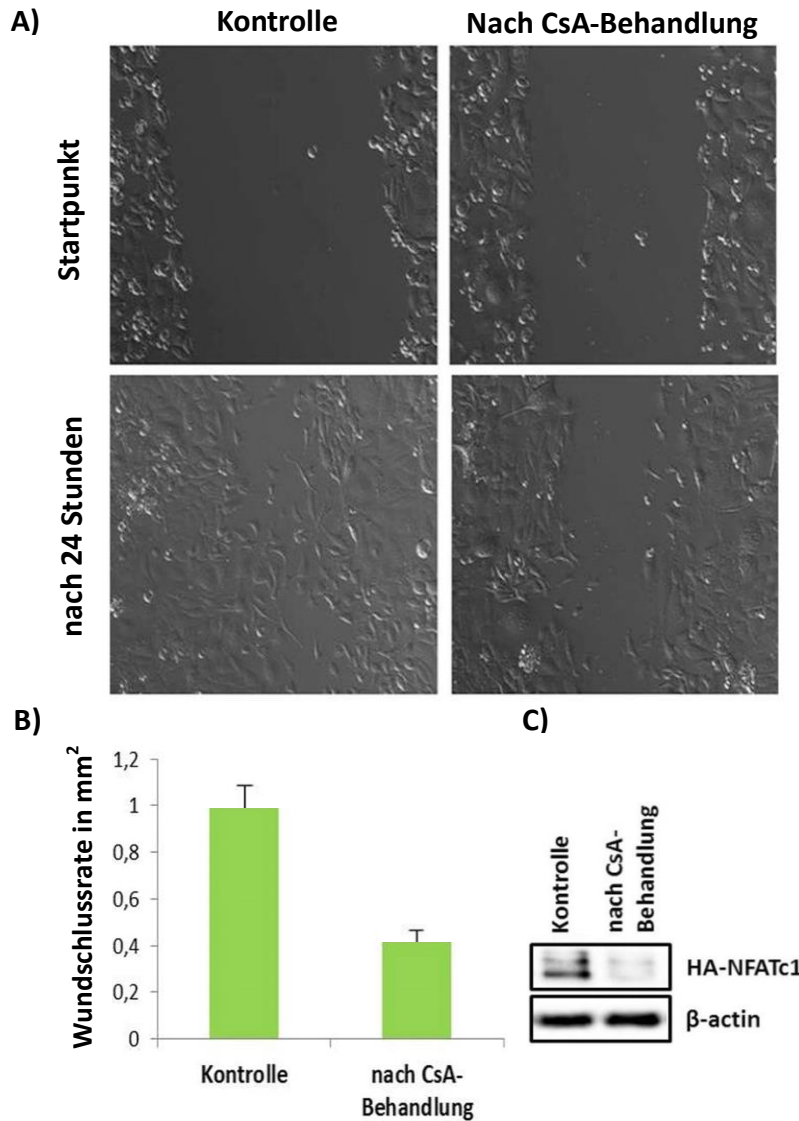 A)
Kontrolle
Nach CsA-Behandlung
Startpunkt
nach 24 Stunden
B)
Wundschlussrate in mm²
1,2
1
0,8
0,6
0,4
0,2
0
Kontrolle
nach CsA-
Behandlung
C)
Kontrolle
nach CsA-
Behandlung
HA-NFATc1
β-actin